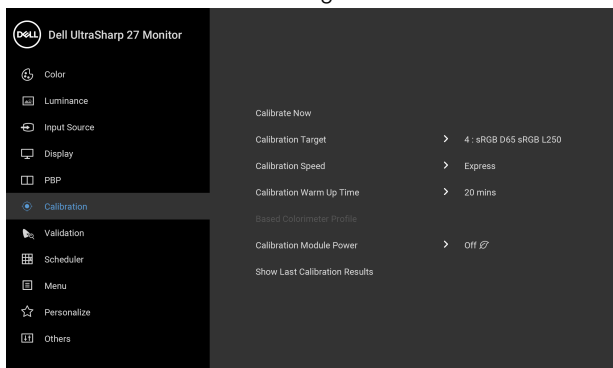 DELL
Dell UltraSharp 27 Monitor
Color
Luminance
Input Source
Display
PBP
Calibration
Validation
Scheduler
Menu
Personalize
Others
Calibrate Now
Calibration Target > 4 : sRGB D65 sRGB L250
Calibration Speed > Express
Calibration Warm Up Time > 20 mins
Based Colorimeter Profile
Calibration Module Power > Off
Show Last Calibration Results